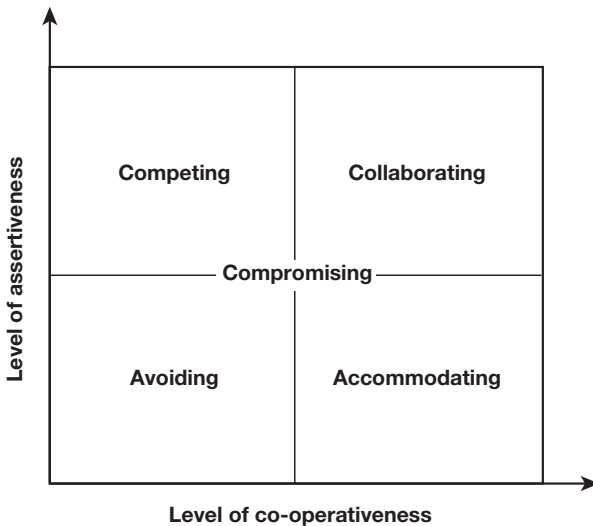 Level of assertiveness
Competing
Collaborating
Compromising
Avoiding
Accommodating
Level of co-operativeness